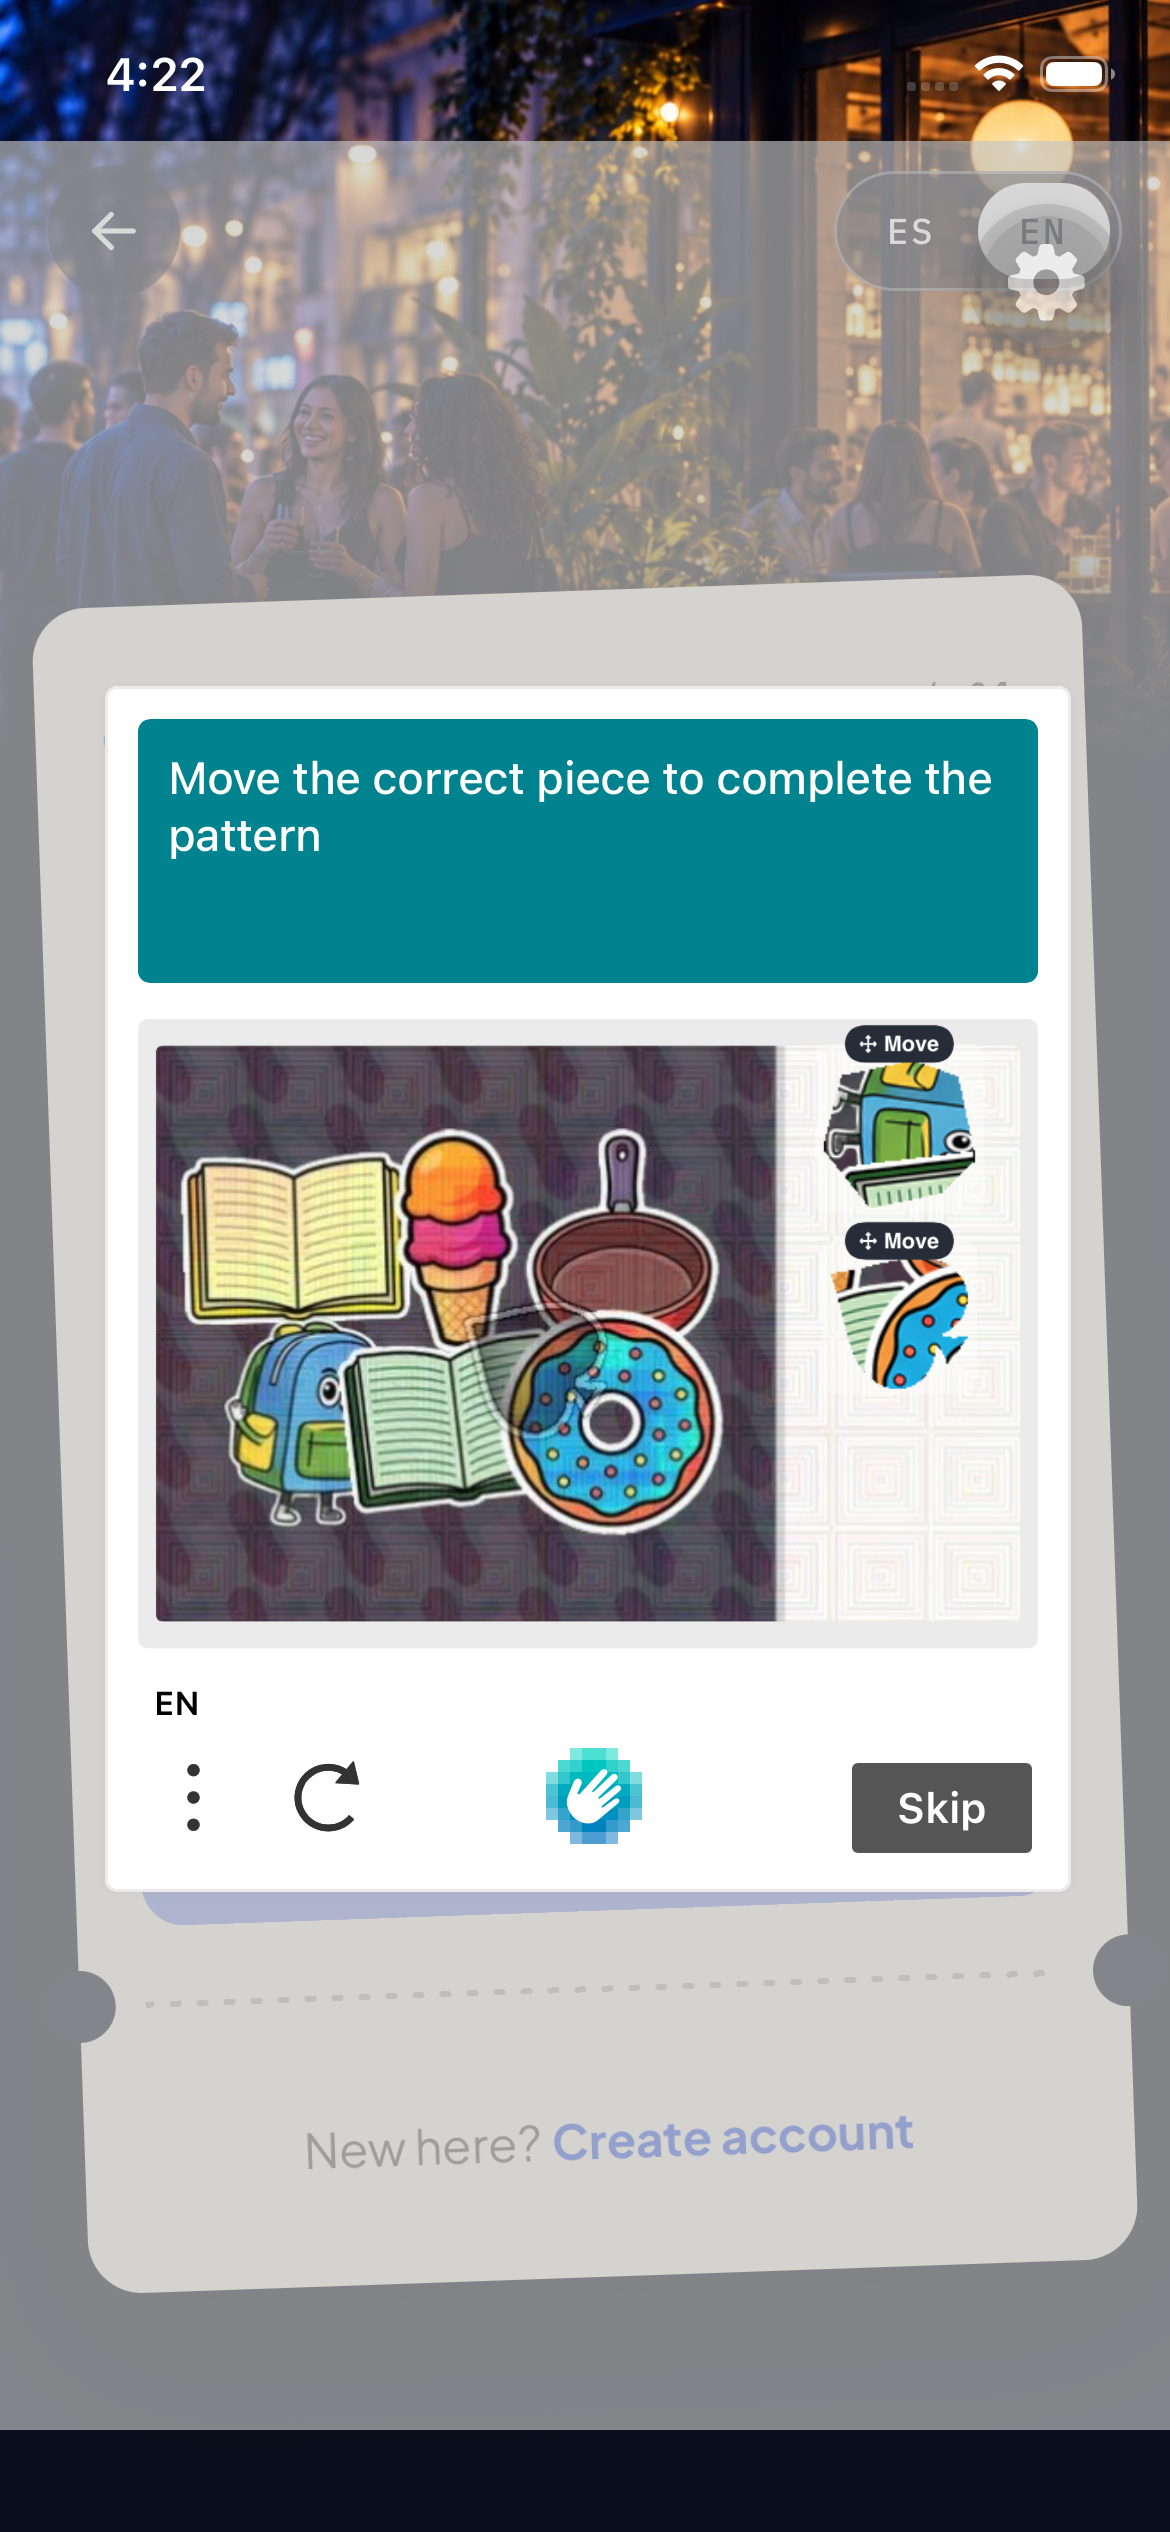 4:22
ES EN
Move the correct piece to complete the
pattern
Move
Move
EN
Skip
New here? Create account